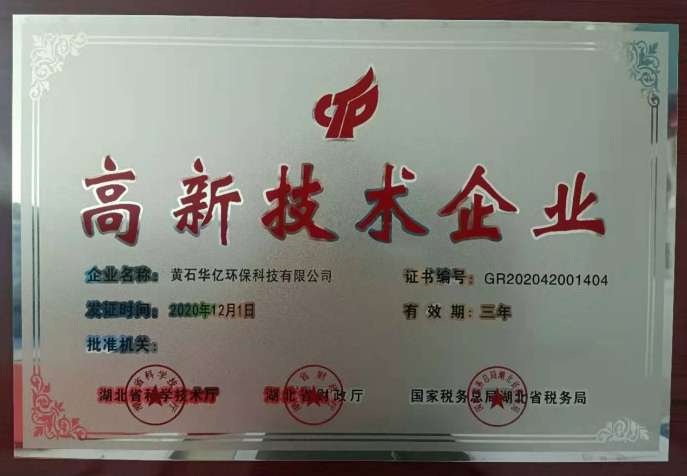 高新技术企业
企业名称： 黄石华亿环保科技有限公司 证书编号： GR202042001404
发证时间： 2020年12月1日 有 效 期： 三年
批准机关：
湖北省科学技术厅 湖北省财政厅 国家税务总局湖北省税务局